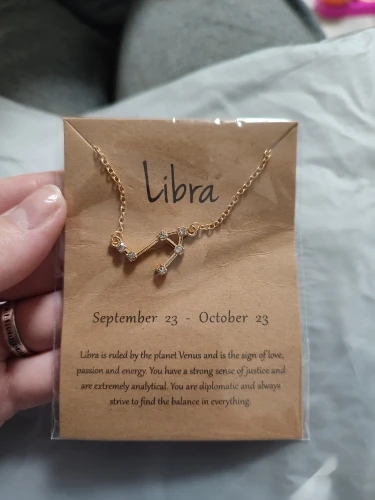 Libra
September 23 - October 23
Libra is ruled by the planet Venus and is the sign of love,
passion and energy. You have a strong sense of justice and
are extremely analytical. You are diplomatic and always
strive to find the balance in everything.